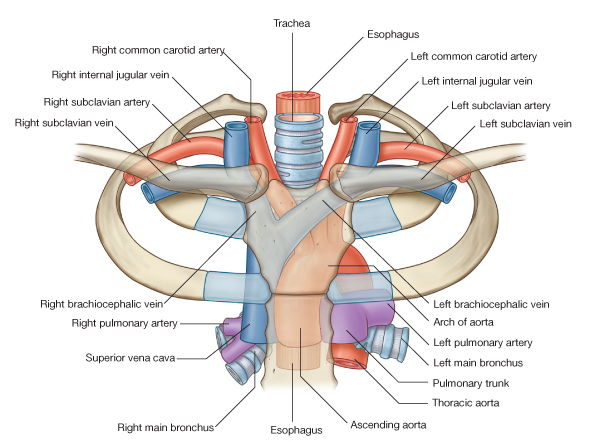 Trachea
Esophagus
Right common carotid artery
Left common carotid artery
Right internal jugular vein
Left internal jugular vein
Right subclavian artery
Left subclavian artery
Right subclavian vein
Left subclavian vein
Right brachiocephalic vein
Left brachiocephalic vein
Right pulmonary artery
Arch of aorta
Left pulmonary artery
Superior vena cava
Left main bronchus
Pulmonary trunk
Thoracic aorta
Right main bronchus
Esophagus
Ascending aorta